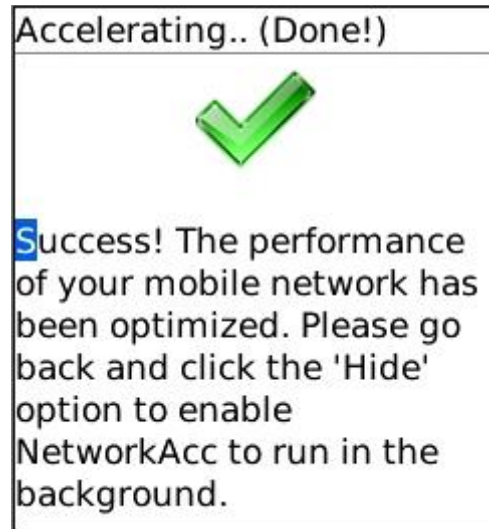 Accelerating.. (Done!)
Success! The performance
of your mobile network has
been optimized. Please go
back and click the 'Hide'
option to enable
NetworkAcc to run in the
background.